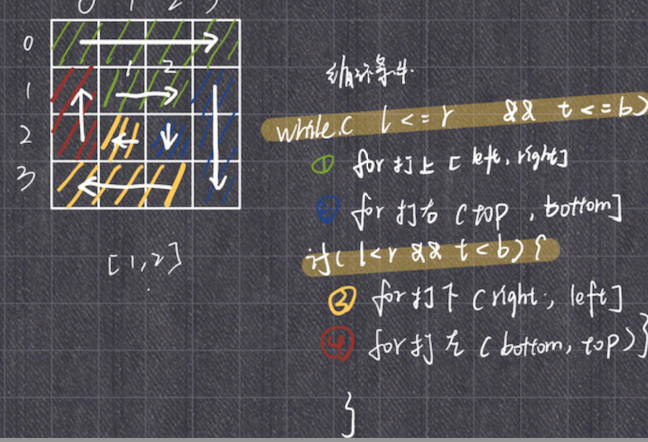 0 1 2 3
0
1
2
3
1 2
[1,2]
循环条件
while( l <= r && t <= b)
① for 打上 [ left, right]
② for 打右 ( top , bottom]
if( l<r && t<b) {
③ for 打下 ( right, left]
④ for 打左 ( bottom, top) }
}